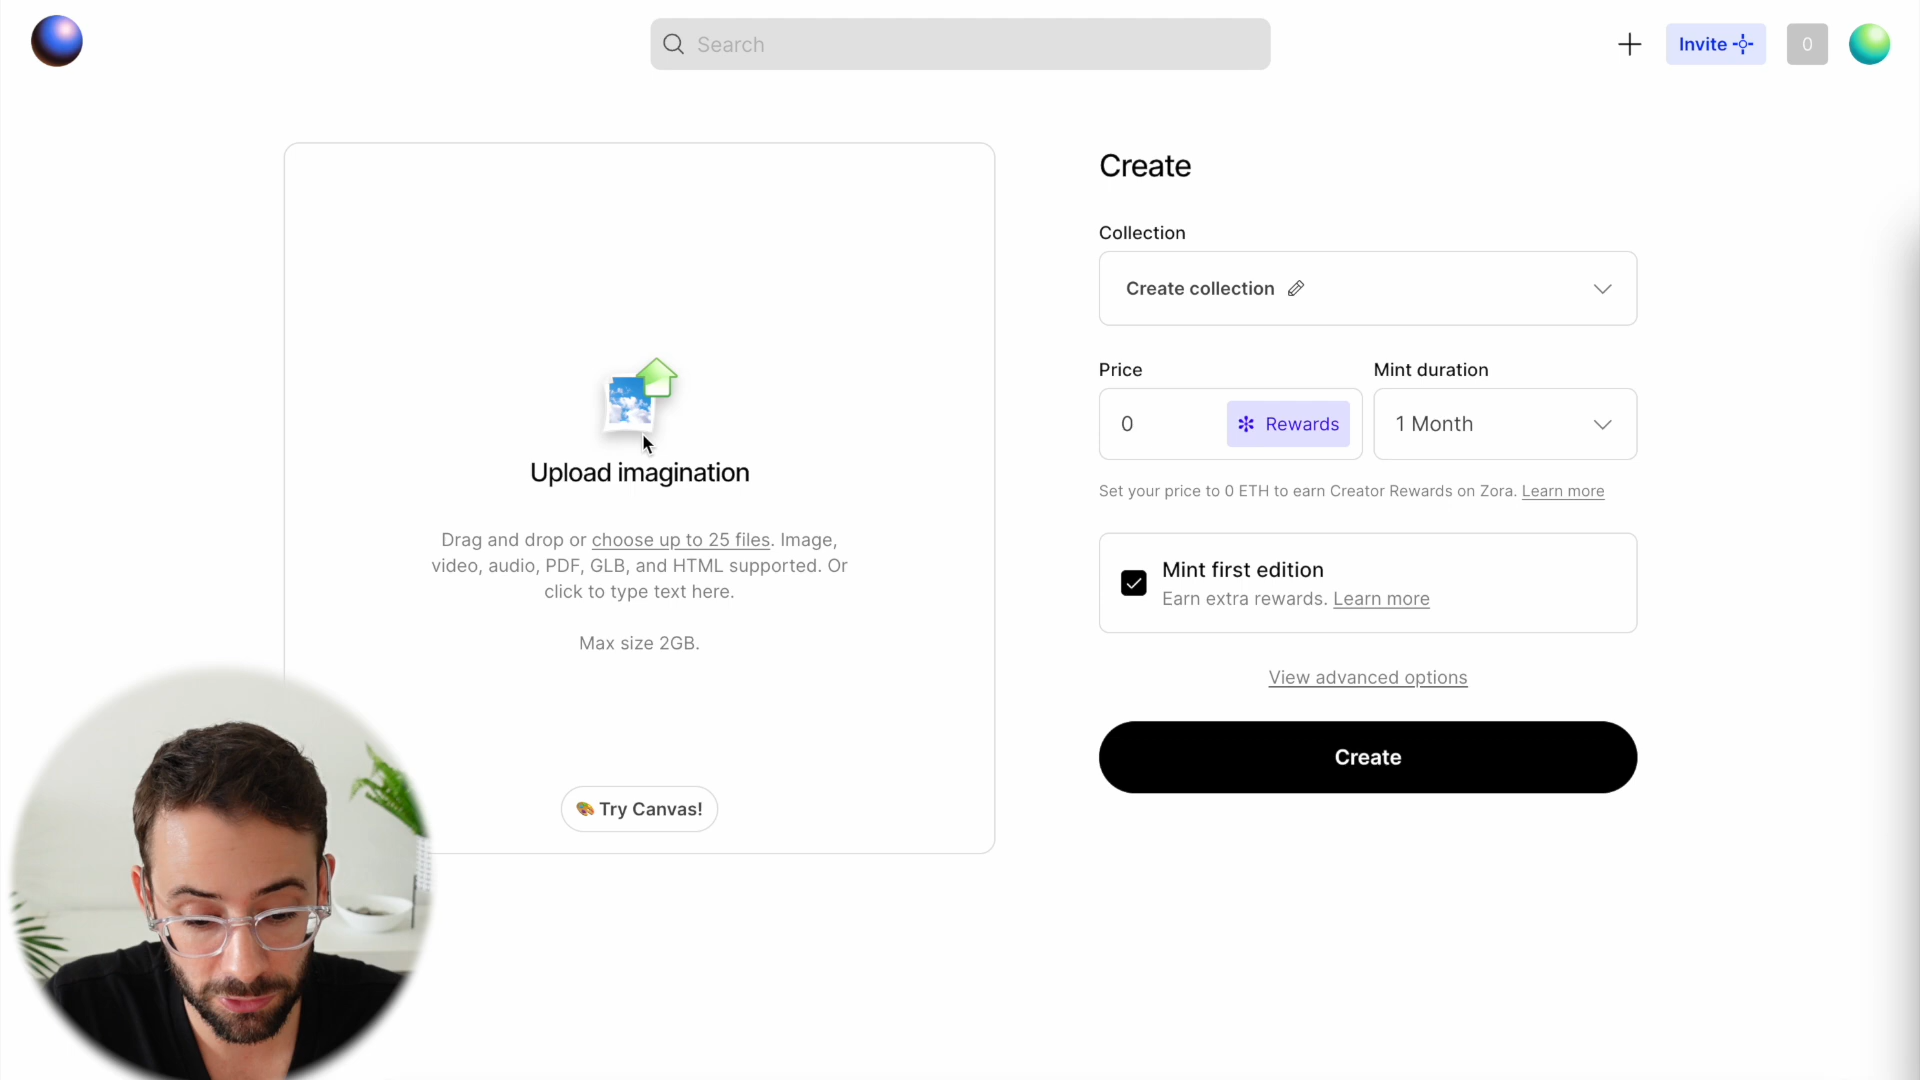 Search
Invite
0
Upload imagination
Drag and drop or choose up to 25 files. Image,
video, audio, PDF, GLB, and HTML supported. Or
click to type text here.
Max size 2GB.
Try Canvas!
Create
Collection
Create collection
Price
Mint duration
0
Rewards
1 Month
Set your price to 0 ETH to earn Creator Rewards on Zora. Learn more
Mint first edition
Earn extra rewards. Learn more
View advanced options
Create